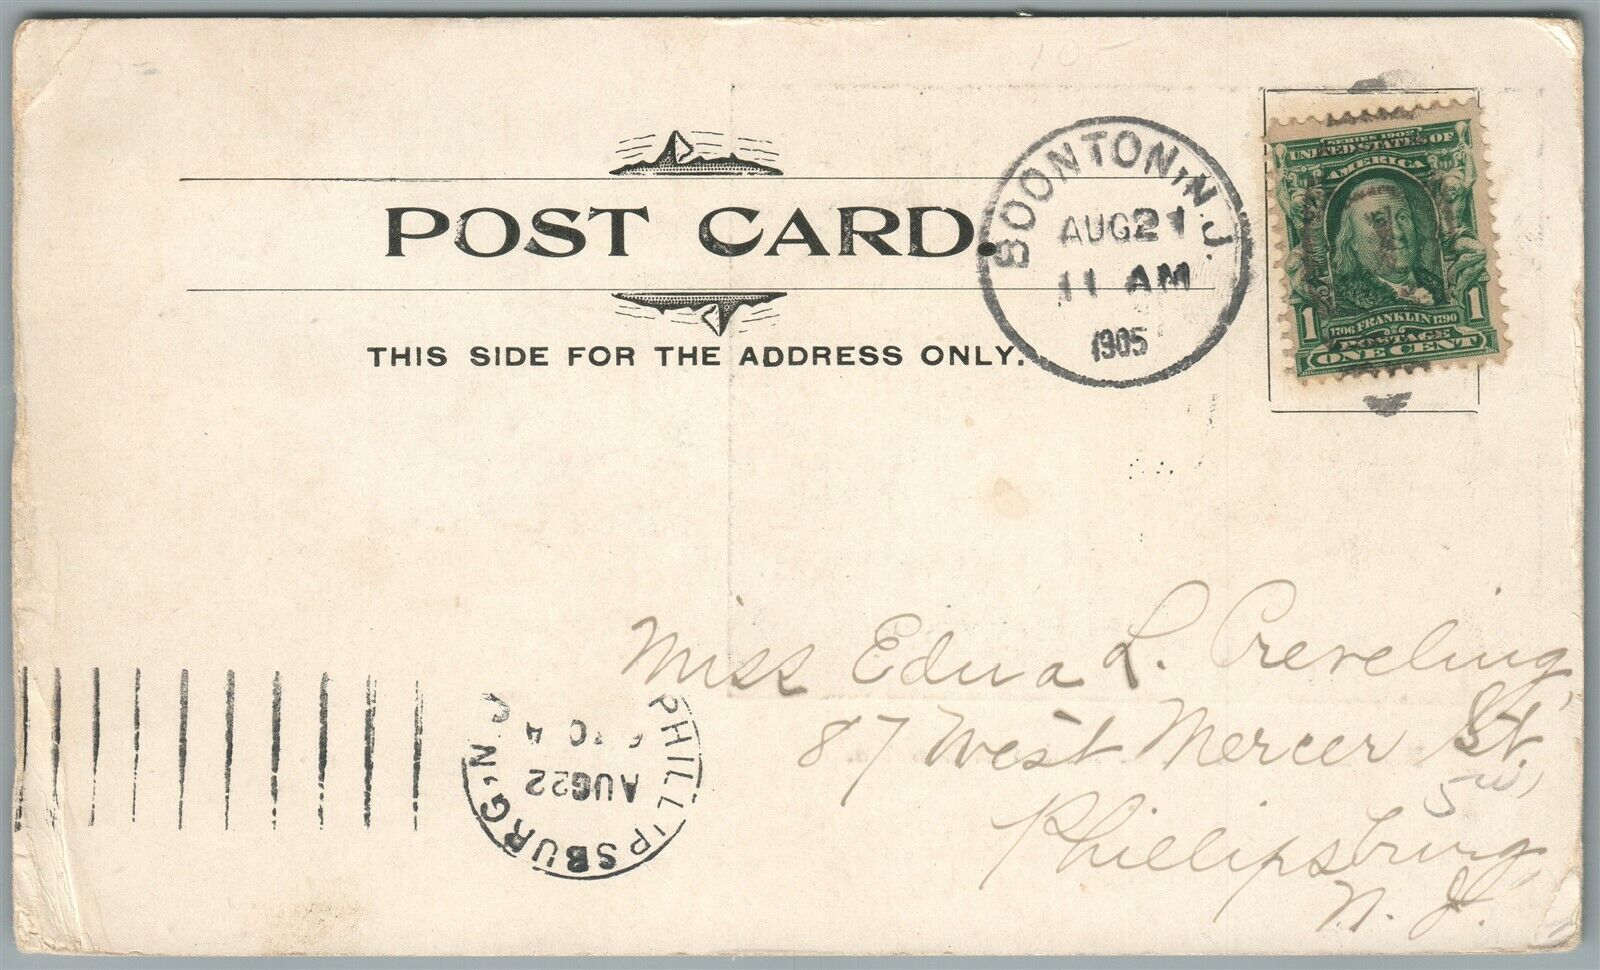 POST CARD.
THIS SIDE FOR THE ADDRESS ONLY.
BOONTON, N.J.
AUG 21
11 AM
1905
SERIES 1902
UNITED STATES OF
AMERICA
1706 FRANKLIN 1790
1 1
POSTAGE
ONE CENT
Miss Edna L. Creveling,
87 West Mercer St.
Phillipsburg,
N. J.
PHILLIPSBURG, N.J.
AUG 22
10-